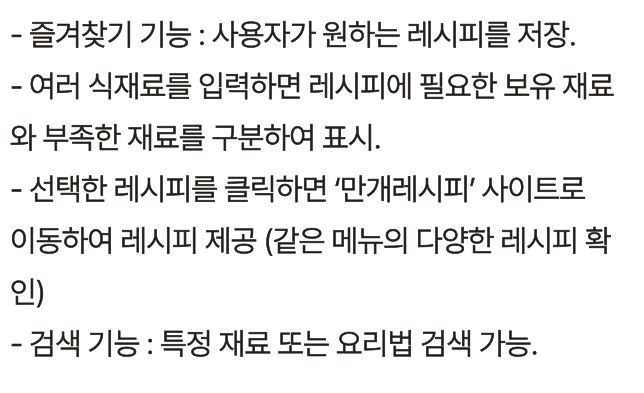 - 즐겨찾기 기능 : 사용자가 원하는 레시피를 저장.
- 여러 식재료를 입력하면 레시피에 필요한 보유 재료
와 부족한 재료를 구분하여 표시.
- 선택한 레시피를 클릭하면 ‘만개레시피’ 사이트로
이동하여 레시피 제공 (같은 메뉴의 다양한 레시피 확
인)
- 검색 기능 : 특정 재료 또는 요리법 검색 가능.